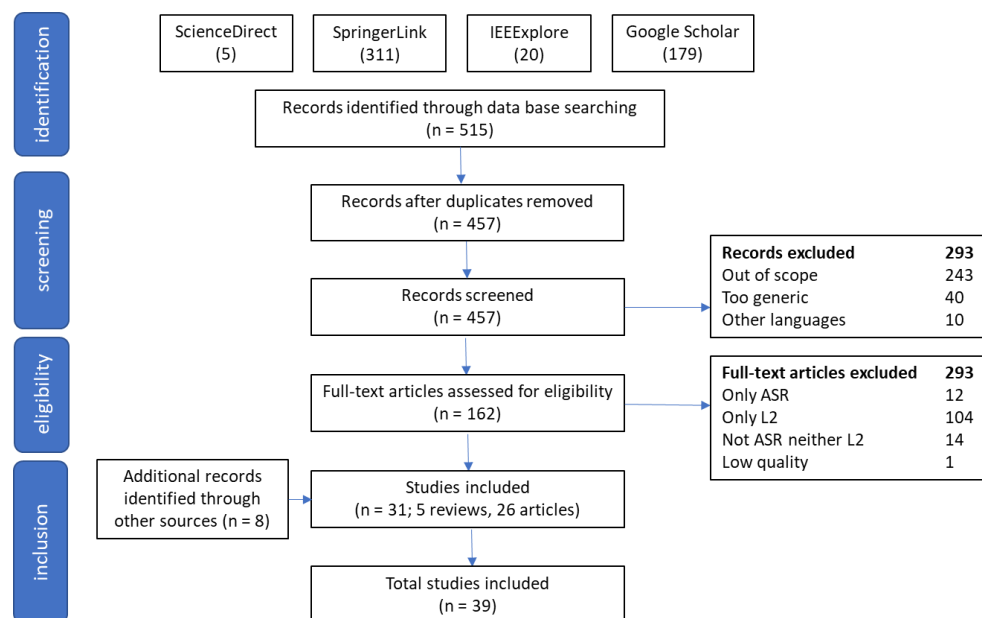 identification
ScienceDirect
(5)
SpringerLink
(311)
IEEExplore
(20)
Google Scholar
(179)
Records identified through data base searching
(n = 515)
screening
Records after duplicates removed
(n = 457)
Records screened
(n = 457)
Records excluded 293
Out of scope 243
Too generic 40
Other languages 10
eligibility
Full-text articles assessed for eligibility
(n = 162)
Full-text articles excluded 293
Only ASR 12
Only L2 104
Not ASR neither L2 14
Low quality 1
inclusion
Additional records
identified through
other sources (n = 8)
Studies included
(n = 31; 5 reviews, 26 articles)
Total studies included
(n = 39)